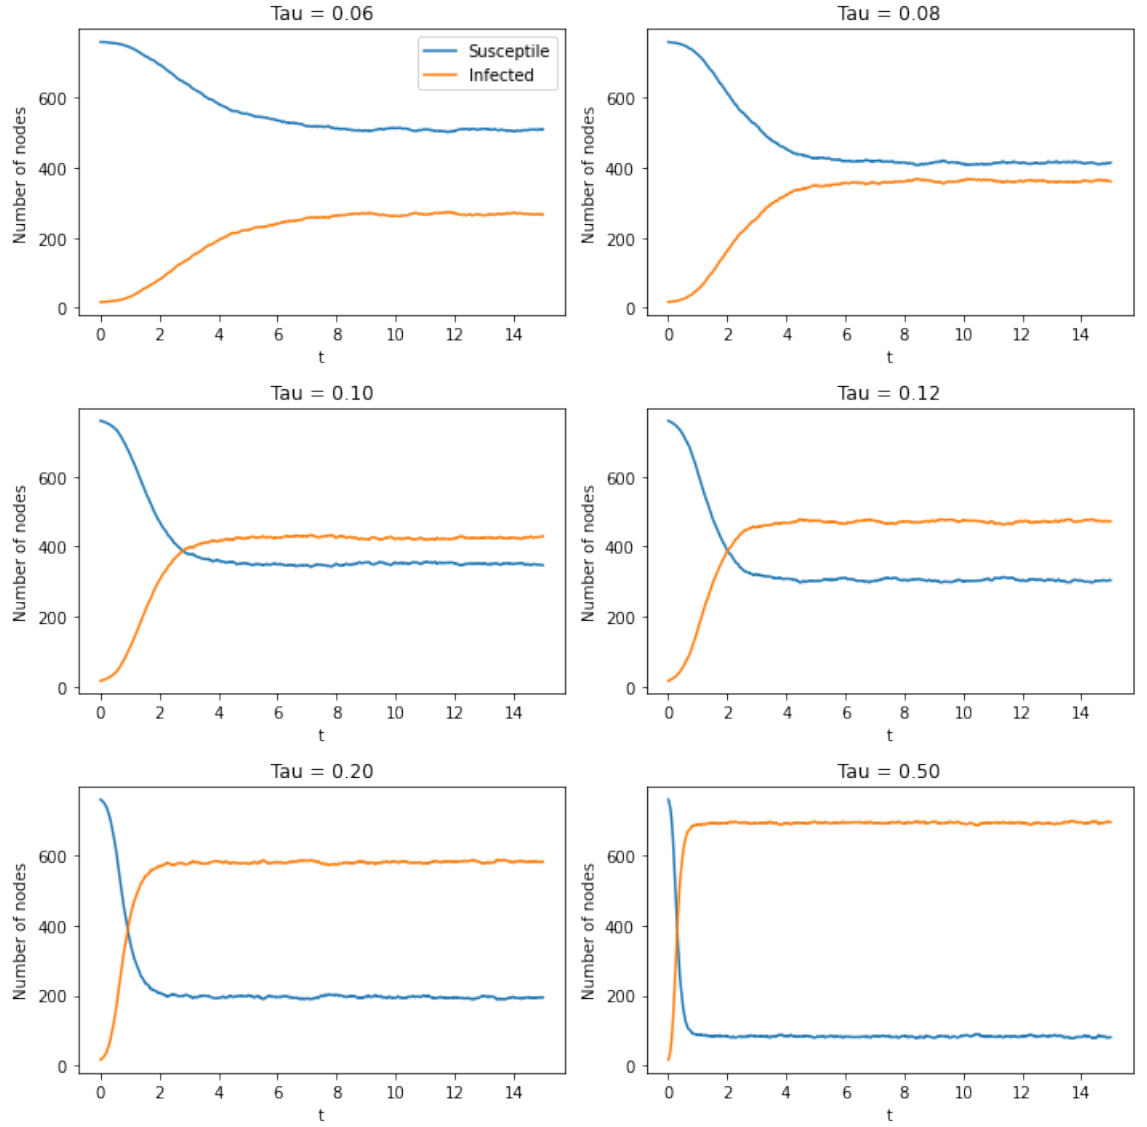 Tau = 0.06
Number of nodes
600
400
200
0
Susceptile
Infected
0 2 4 6 8 10 12 14
t
Tau = 0.08
Number of nodes
600
400
200
0
0 2 4 6 8 10 12 14
t
Tau = 0.10
Number of nodes
600
400
200
0
0 2 4 6 8 10 12 14
t
Tau = 0.12
Number of nodes
600
400
200
0
0 2 4 6 8 10 12 14
t
Tau = 0.20
Number of nodes
600
400
200
0
0 2 4 6 8 10 12 14
t
Tau = 0.50
Number of nodes
600
400
200
0
0 2 4 6 8 10 12 14
t